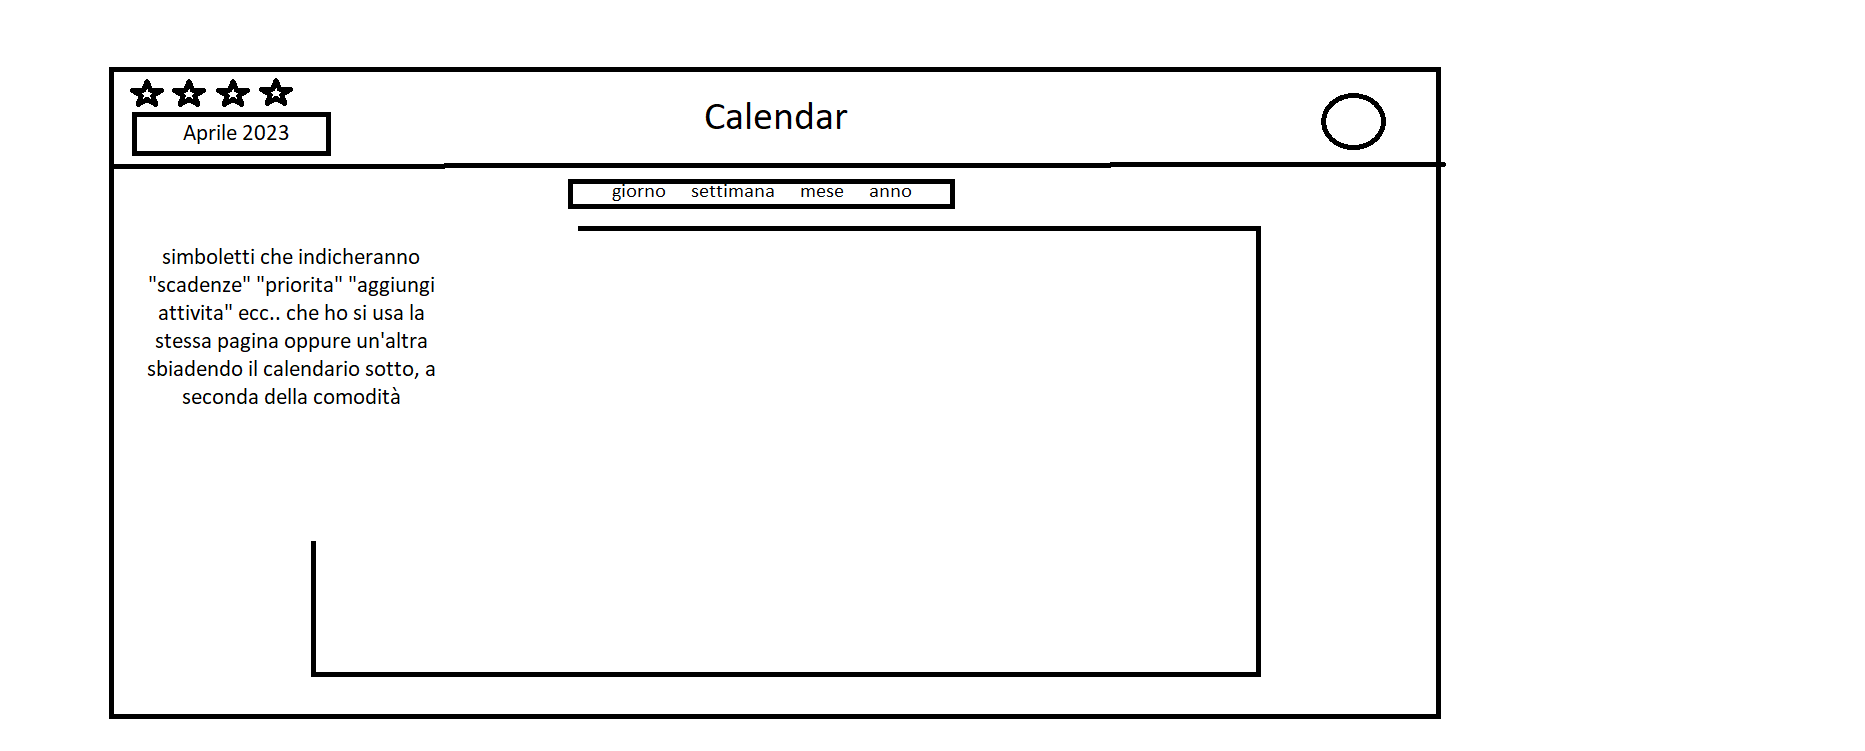 Aprile 2023
Calendar
giorno settimana mese anno
simboletti che indicheranno
"scadenze" "priorita" "aggiungi
attivita" ecc.. che ho si usa la
stessa pagina oppure un'altra
sbiadendo il calendario sotto, a
seconda della comodità